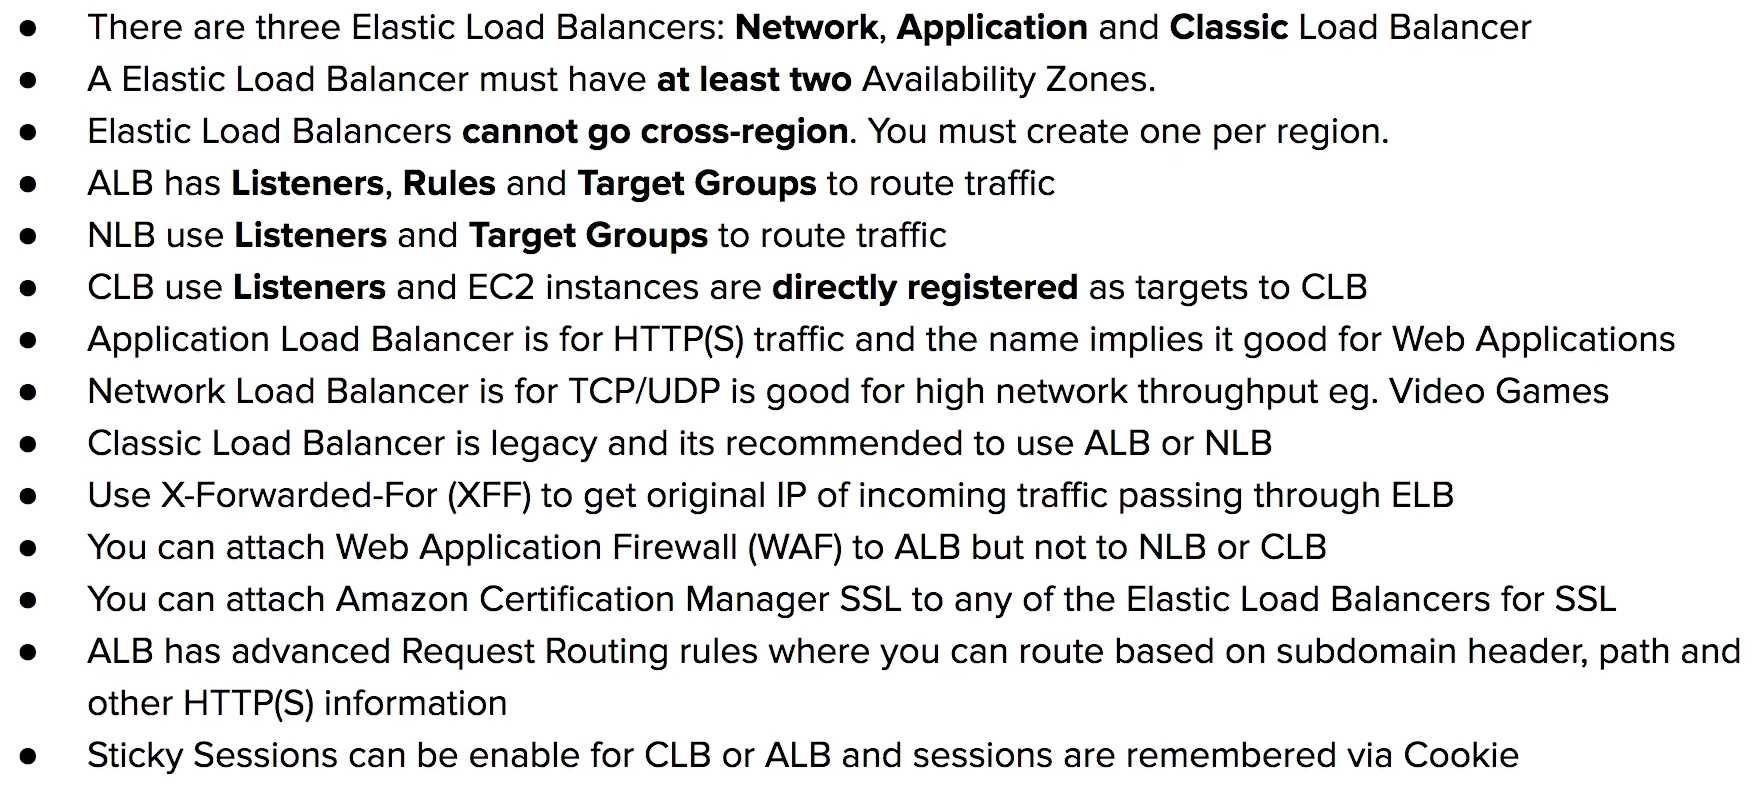 ● There are three Elastic Load Balancers: Network, Application and Classic Load Balancer
● A Elastic Load Balancer must have at least two Availability Zones.
● Elastic Load Balancers cannot go cross-region. You must create one per region.
● ALB has Listeners, Rules and Target Groups to route traffic
● NLB use Listeners and Target Groups to route traffic
● CLB use Listeners and EC2 instances are directly registered as targets to CLB
● Application Load Balancer is for HTTP(S) traffic and the name implies it good for Web Applications
● Network Load Balancer is for TCP/UDP is good for high network throughput eg. Video Games
● Classic Load Balancer is legacy and its recommended to use ALB or NLB
● Use X-Forwarded-For (XFF) to get original IP of incoming traffic passing through ELB
● You can attach Web Application Firewall (WAF) to ALB but not to NLB or CLB
● You can attach Amazon Certification Manager SSL to any of the Elastic Load Balancers for SSL
● ALB has advanced Request Routing rules where you can route based on subdomain header, path and
other HTTP(S) information
● Sticky Sessions can be enable for CLB or ALB and sessions are remembered via Cookie